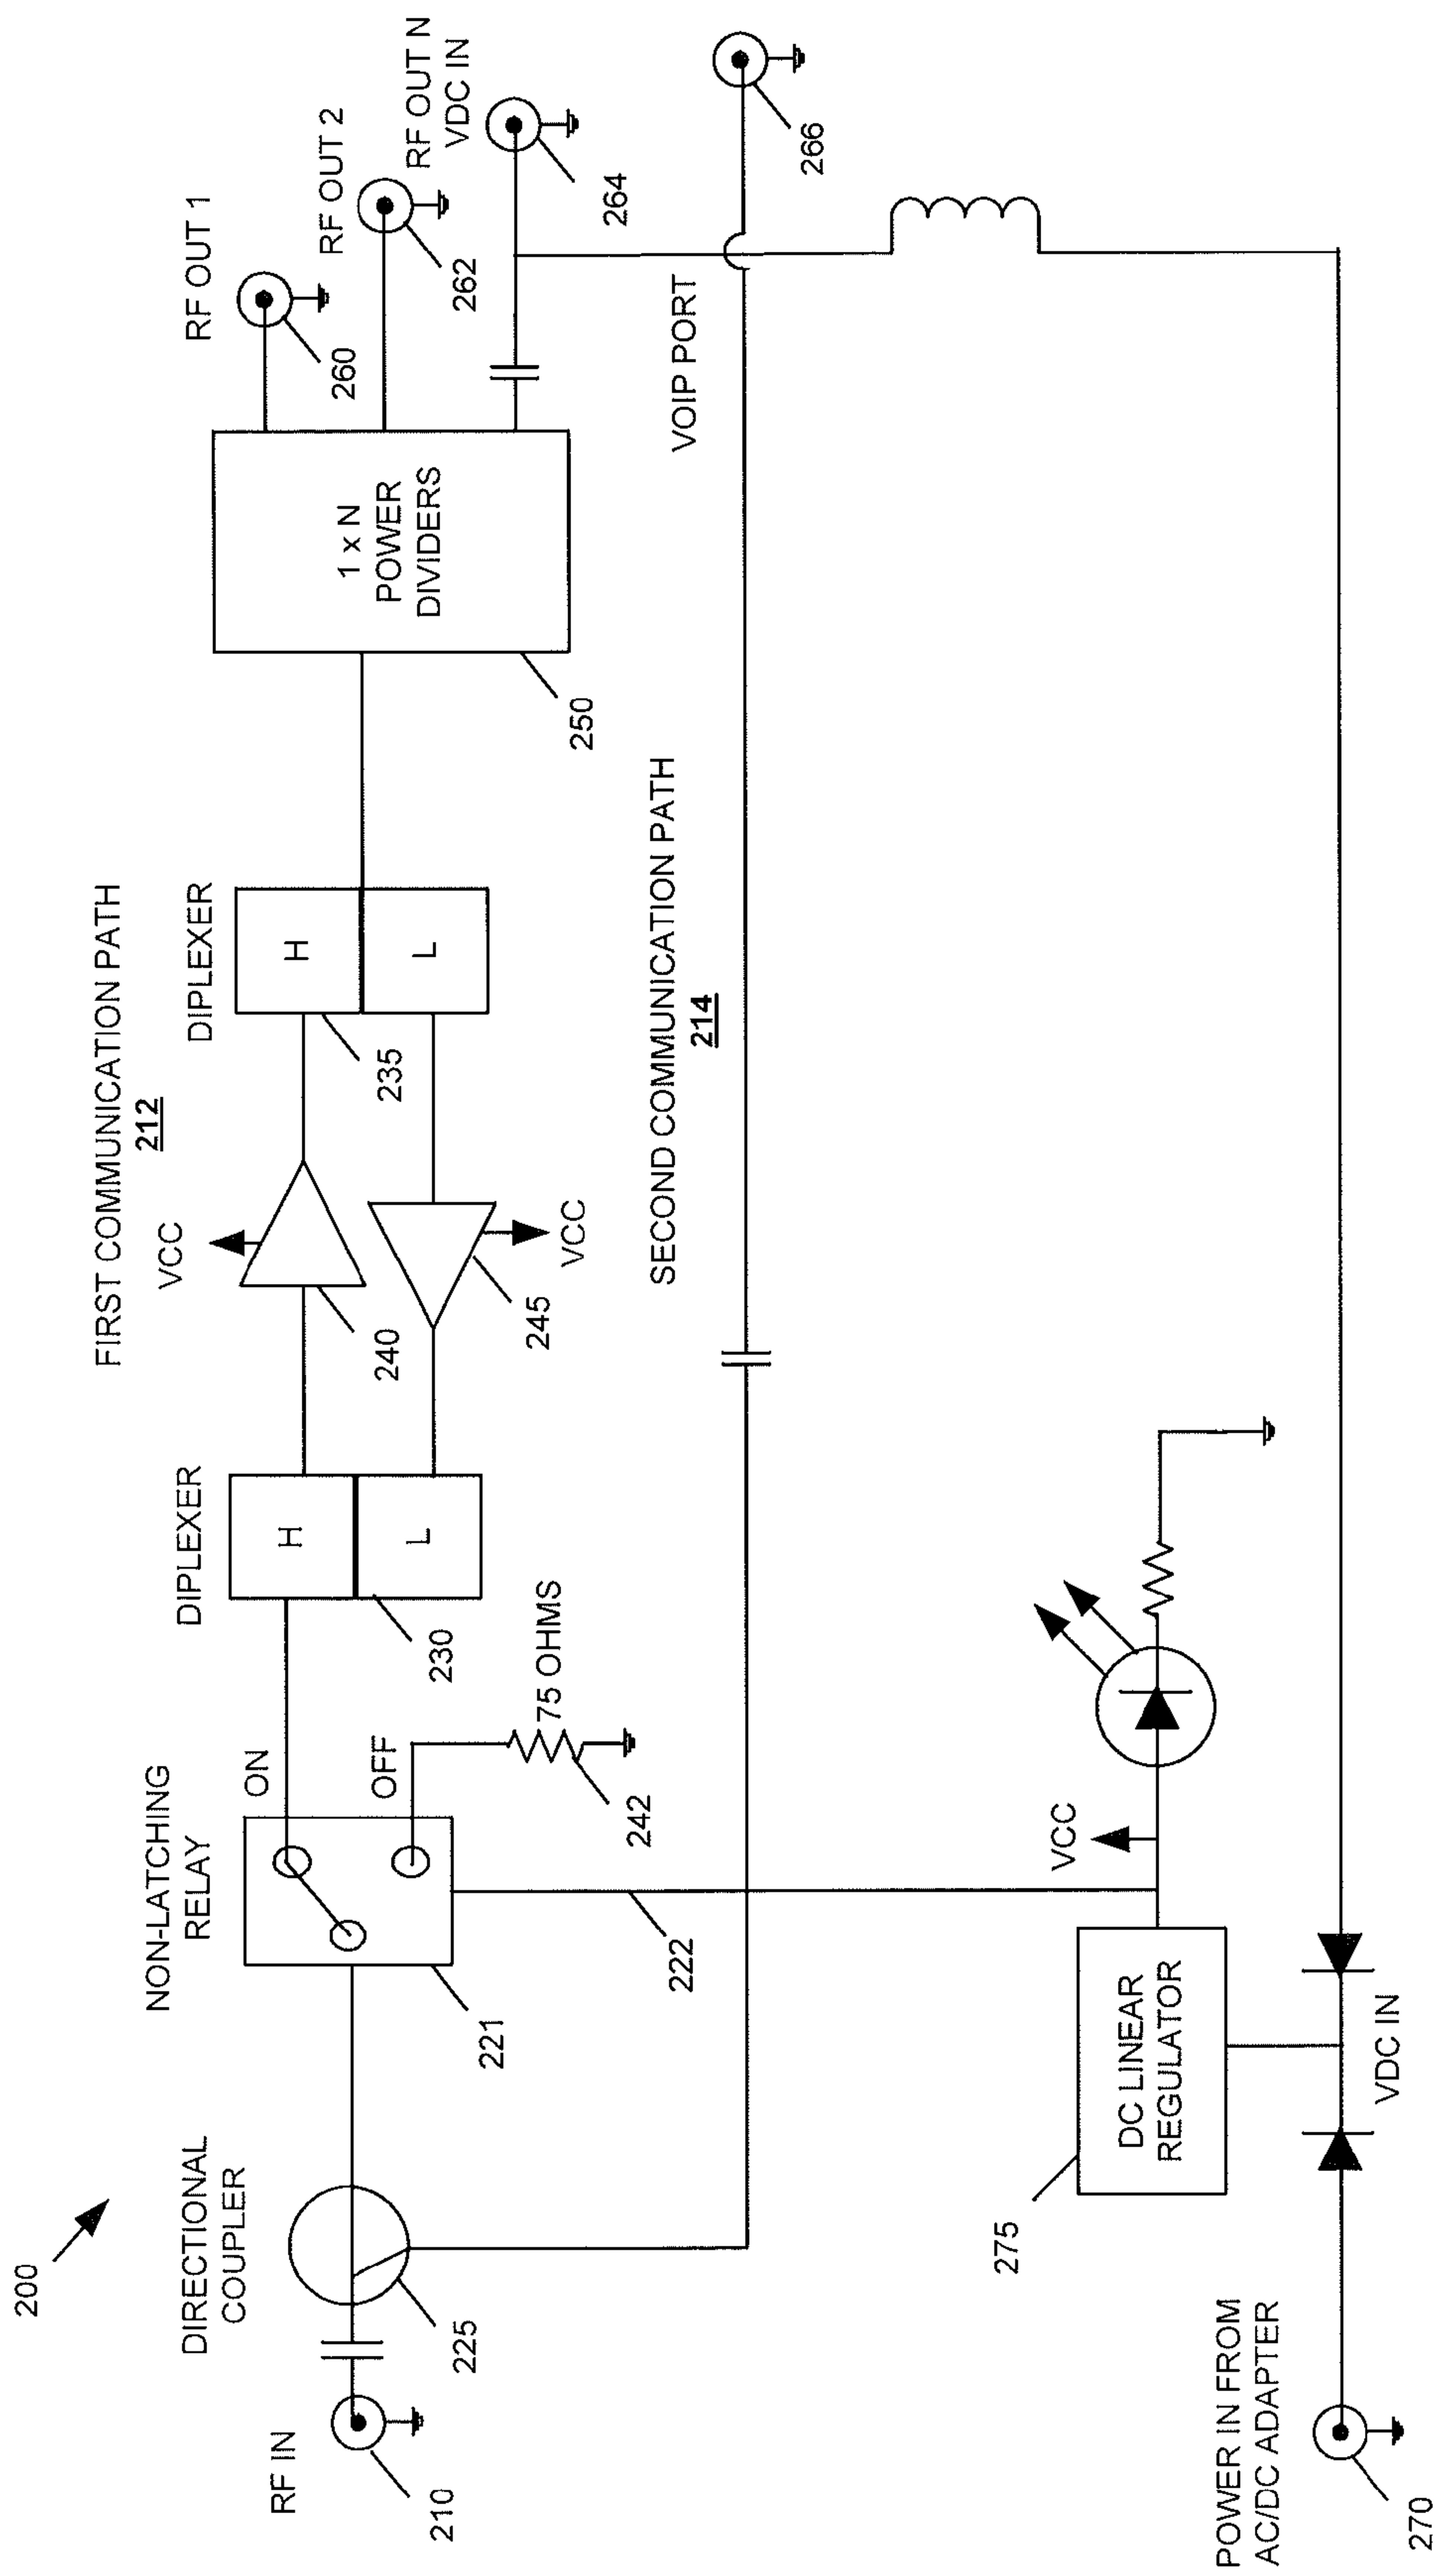 200
FIRST COMMUNICATION PATH
212
RF OUT 1
260
RF OUT 2
262
RF OUT N
VDC IN
264
RF IN
210
DIRECTIONAL
COUPLER
225
NON-LATCHING
RELAY
221
ON
OFF
75 OHMS
242
222
DIPLEXER
H
L
230
VCC
240
VCC
245
DIPLEXER
H
L
235
1 x N
POWER
DIVIDERS
250
SECOND COMMUNICATION PATH
214
VOIP PORT
266
VCC
DC LINEAR
REGULATOR
275
VDC IN
POWER IN FROM
AC/DC ADAPTER
270